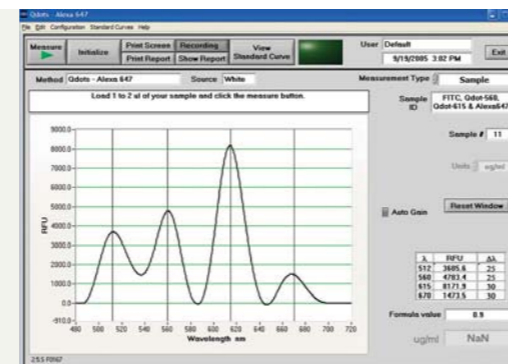 Qdots - Alexa 647
File Edit Configuration Standard Curves Help
Measure Initialize Print Screen Recording View Standard Curve User Default
Print Report Show Report 9/19/2005 3:02 PM Exit
Method Qdots - Alexa 647 Source White Measurement Type Sample
Load 1 to 2 ul of your sample and click the measure button.
Sample ID FITC, Qdot-560, Qdot-615 & Alexa647
Sample # 11
Units ug/ml
Auto Gain Reset Window
RFU
9000.0
8000.0
7000.0
6000.0
5000.0
4000.0
3000.0
2000.0
1000.0
0.0
-910.0
480 500 520 540 560 580 600 620 640 660 680 700 720
Wavelength nm
λ RFU Δλ
512 3685.6 25
560 4783.4 25
615 8171.9 30
670 1473.5 30
Formula value 0.9
ug/ml NaN